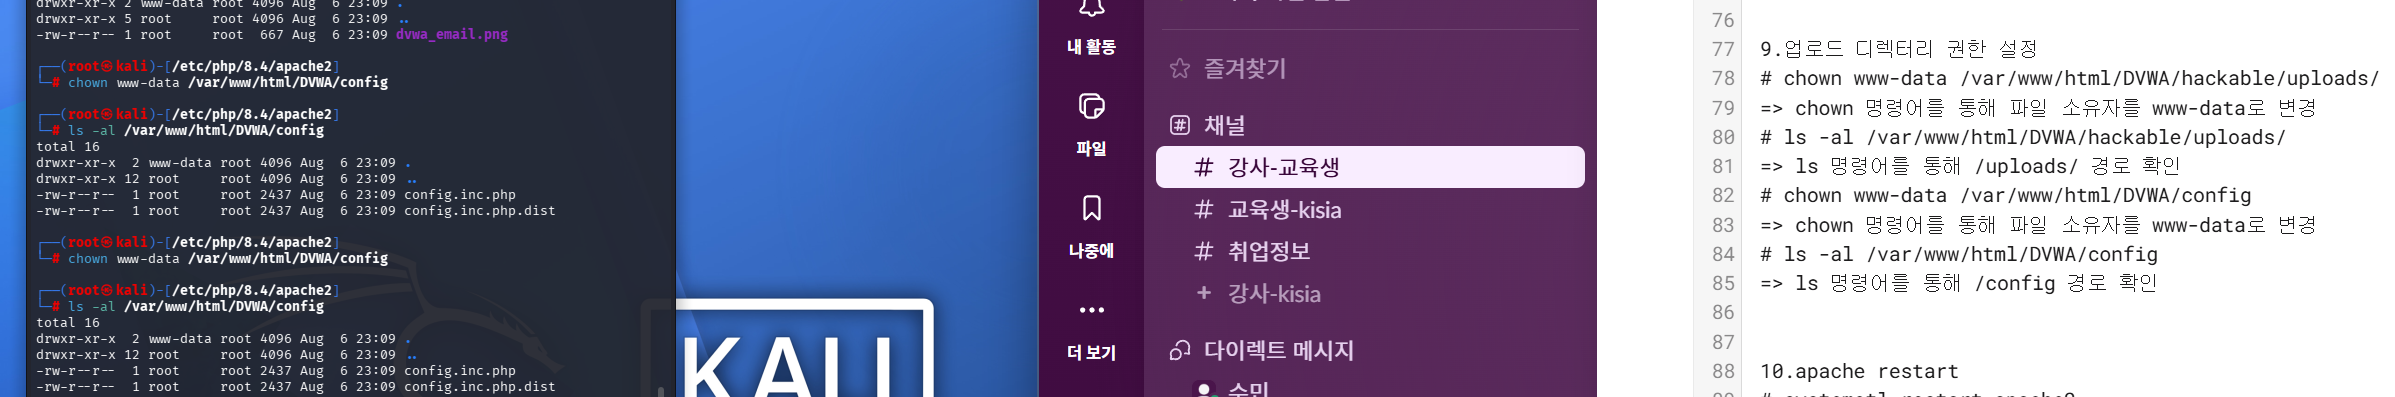 drwxr-xr-x 2 www-data root 4096 Aug  6 23:09 .
drwxr-xr-x 5 root     root 4096 Aug  6 23:09 ..
-rw-r--r-- 1 root     root  667 Aug  6 23:09 dvwa_email.png
┌──(root㉿kali)-[/etc/php/8.4/apache2]
└─# chown www-data /var/www/html/DVWA/config
┌──(root㉿kali)-[/etc/php/8.4/apache2]
└─# ls -al /var/www/html/DVWA/config
total 16
drwxr-xr-x  2 www-data root 4096 Aug  6 23:09 .
drwxr-xr-x 12 root     root 4096 Aug  6 23:09 ..
-rw-r--r--  1 root     root 2437 Aug  6 23:09 config.inc.php
-rw-r--r--  1 root     root 2437 Aug  6 23:09 config.inc.php.dist
┌──(root㉿kali)-[/etc/php/8.4/apache2]
└─# chown www-data /var/www/html/DVWA/config
┌──(root㉿kali)-[/etc/php/8.4/apache2]
└─# ls -al /var/www/html/DVWA/config
total 16
drwxr-xr-x  2 www-data root 4096 Aug  6 23:09 .
drwxr-xr-x 12 root     root 4096 Aug  6 23:09 ..
-rw-r--r--  1 root     root 2437 Aug  6 23:09 config.inc.php
-rw-r--r--  1 root     root 2437 Aug  6 23:09 config.inc.php.dist
KALI
내 활동
파일
나중에
더 보기
즐겨찾기
채널
# 강사-교육생
# 교육생-kisia
# 취업정보
+ 강사-kisia
다이렉트 메시지
수민
76
77 9.업로드 디렉터리 권한 설정
78 # chown www-data /var/www/html/DVWA/hackable/uploads/
79 => chown 명령어를 통해 파일 소유자를 www-data로 변경
80 # ls -al /var/www/html/DVWA/hackable/uploads/
81 => ls 명령어를 통해 /uploads/ 경로 확인
82 # chown www-data /var/www/html/DVWA/config
83 => chown 명령어를 통해 파일 소유자를 www-data로 변경
84 # ls -al /var/www/html/DVWA/config
85 => ls 명령어를 통해 /config 경로 확인
86
87
88 10.apache restart
89 # systemctl restart apache2